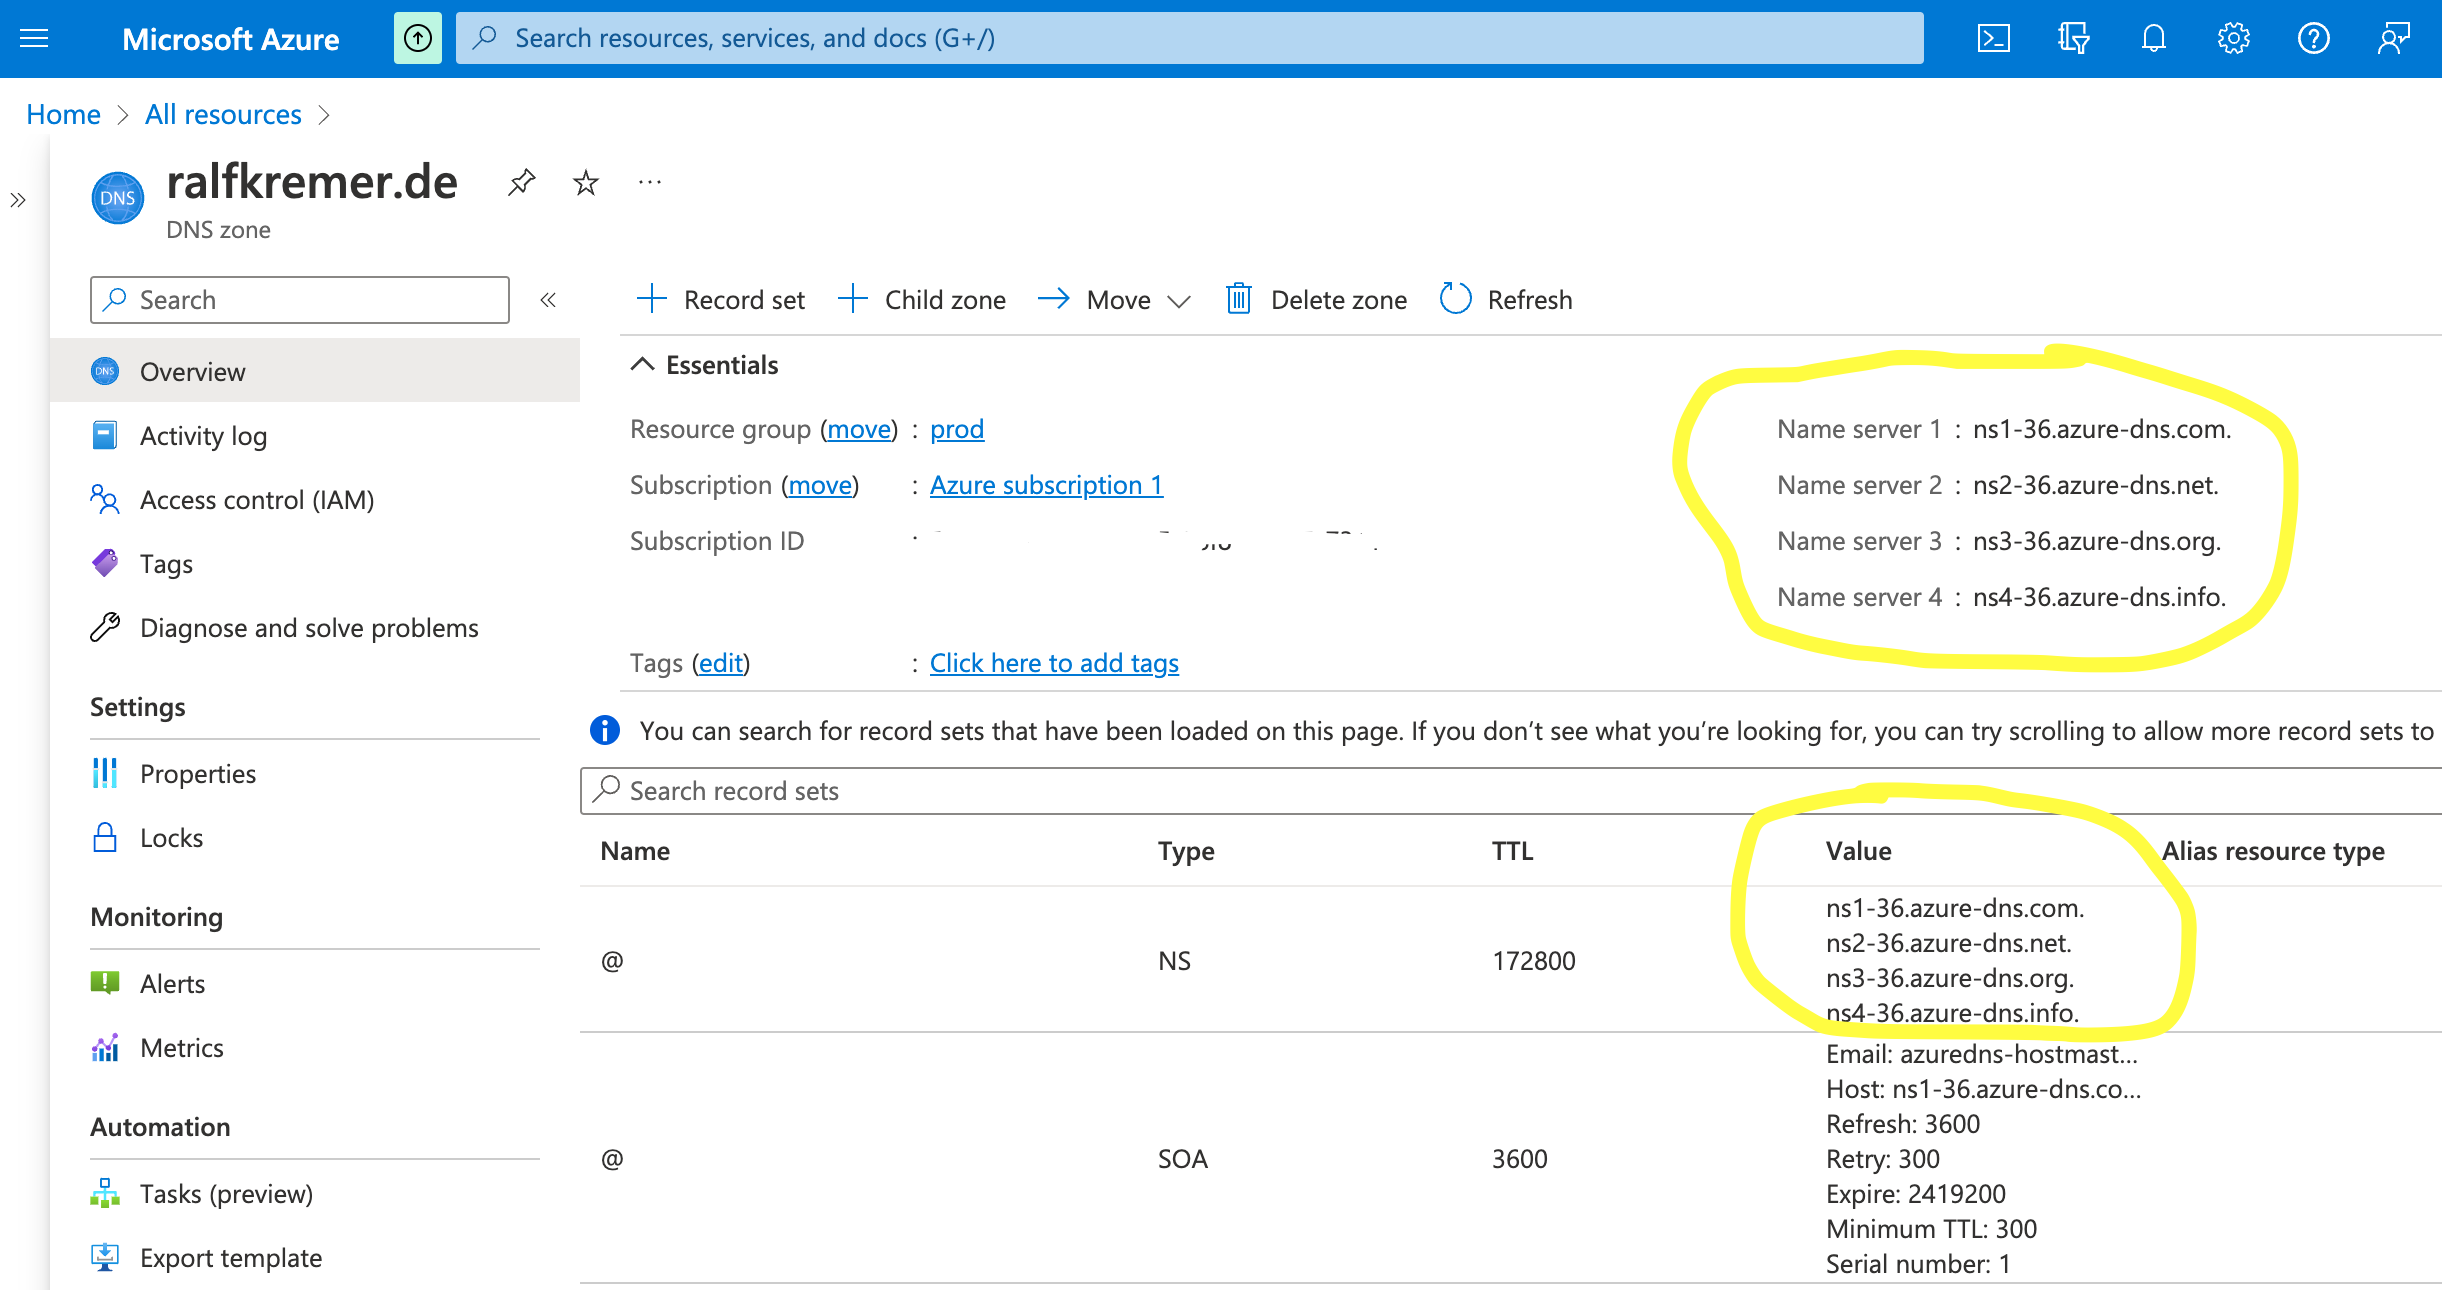 Microsoft Azure
Search resources, services, and docs (G+/)
Home > All resources >
DNS
ralfkremer.de
DNS zone
Search
Record set
Child zone
Move
Delete zone
Refresh
DNS
Overview
Activity log
Access control (IAM)
Tags
Diagnose and solve problems
Settings
Properties
Locks
Monitoring
Alerts
Metrics
Automation
Tasks (preview)
Export template
Essentials
Resource group (move) : prod
Subscription (move) : Azure subscription 1
Subscription ID :
Tags (edit) : Click here to add tags
Name server 1 : ns1-36.azure-dns.com.
Name server 2 : ns2-36.azure-dns.net.
Name server 3 : ns3-36.azure-dns.org.
Name server 4 : ns4-36.azure-dns.info.
You can search for record sets that have been loaded on this page. If you don't see what you're looking for, you can try scrolling to allow more record sets to
Search record sets
Name Type TTL Value Alias resource type
@ NS 172800
ns1-36.azure-dns.com.
ns2-36.azure-dns.net.
ns3-36.azure-dns.org.
ns4-36.azure-dns.info.
@ SOA 3600
Email: azuredns-hostmast...
Host: ns1-36.azure-dns.co...
Refresh: 3600
Retry: 300
Expire: 2419200
Minimum TTL: 300
Serial number: 1